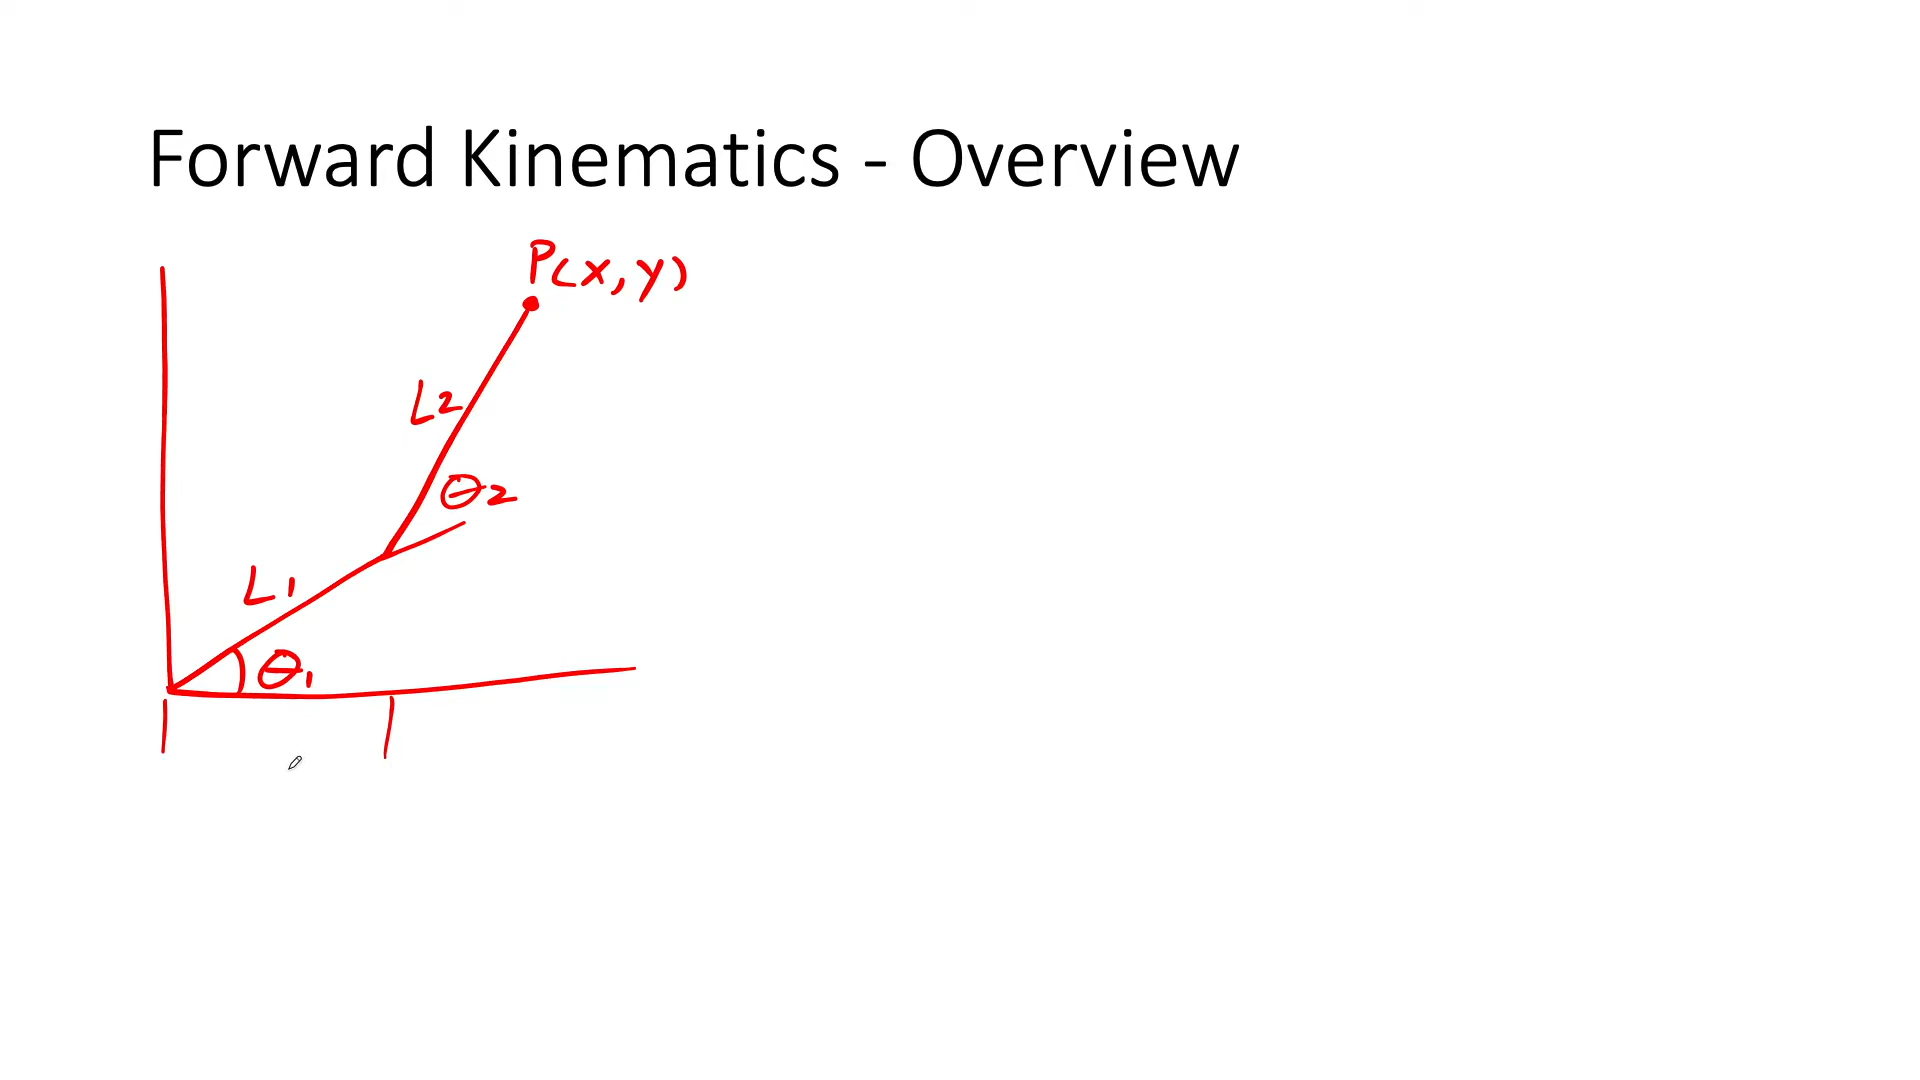 Forward Kinematics - Overview
P(x, y)
L2
θ2
L1
θ1